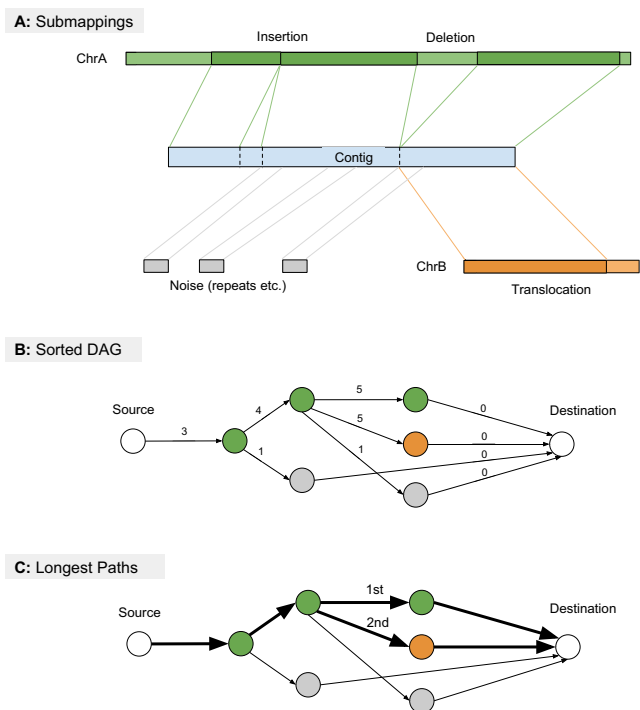 A: Submappings
Insertion
Deletion
ChrA
Contig
Noise (repeats etc.)
ChrB
Translocation
B: Sorted DAG
Source
Destination
3
4
5
0
5
0
1
1
0
0
C: Longest Paths
Source
Destination
1st
2nd